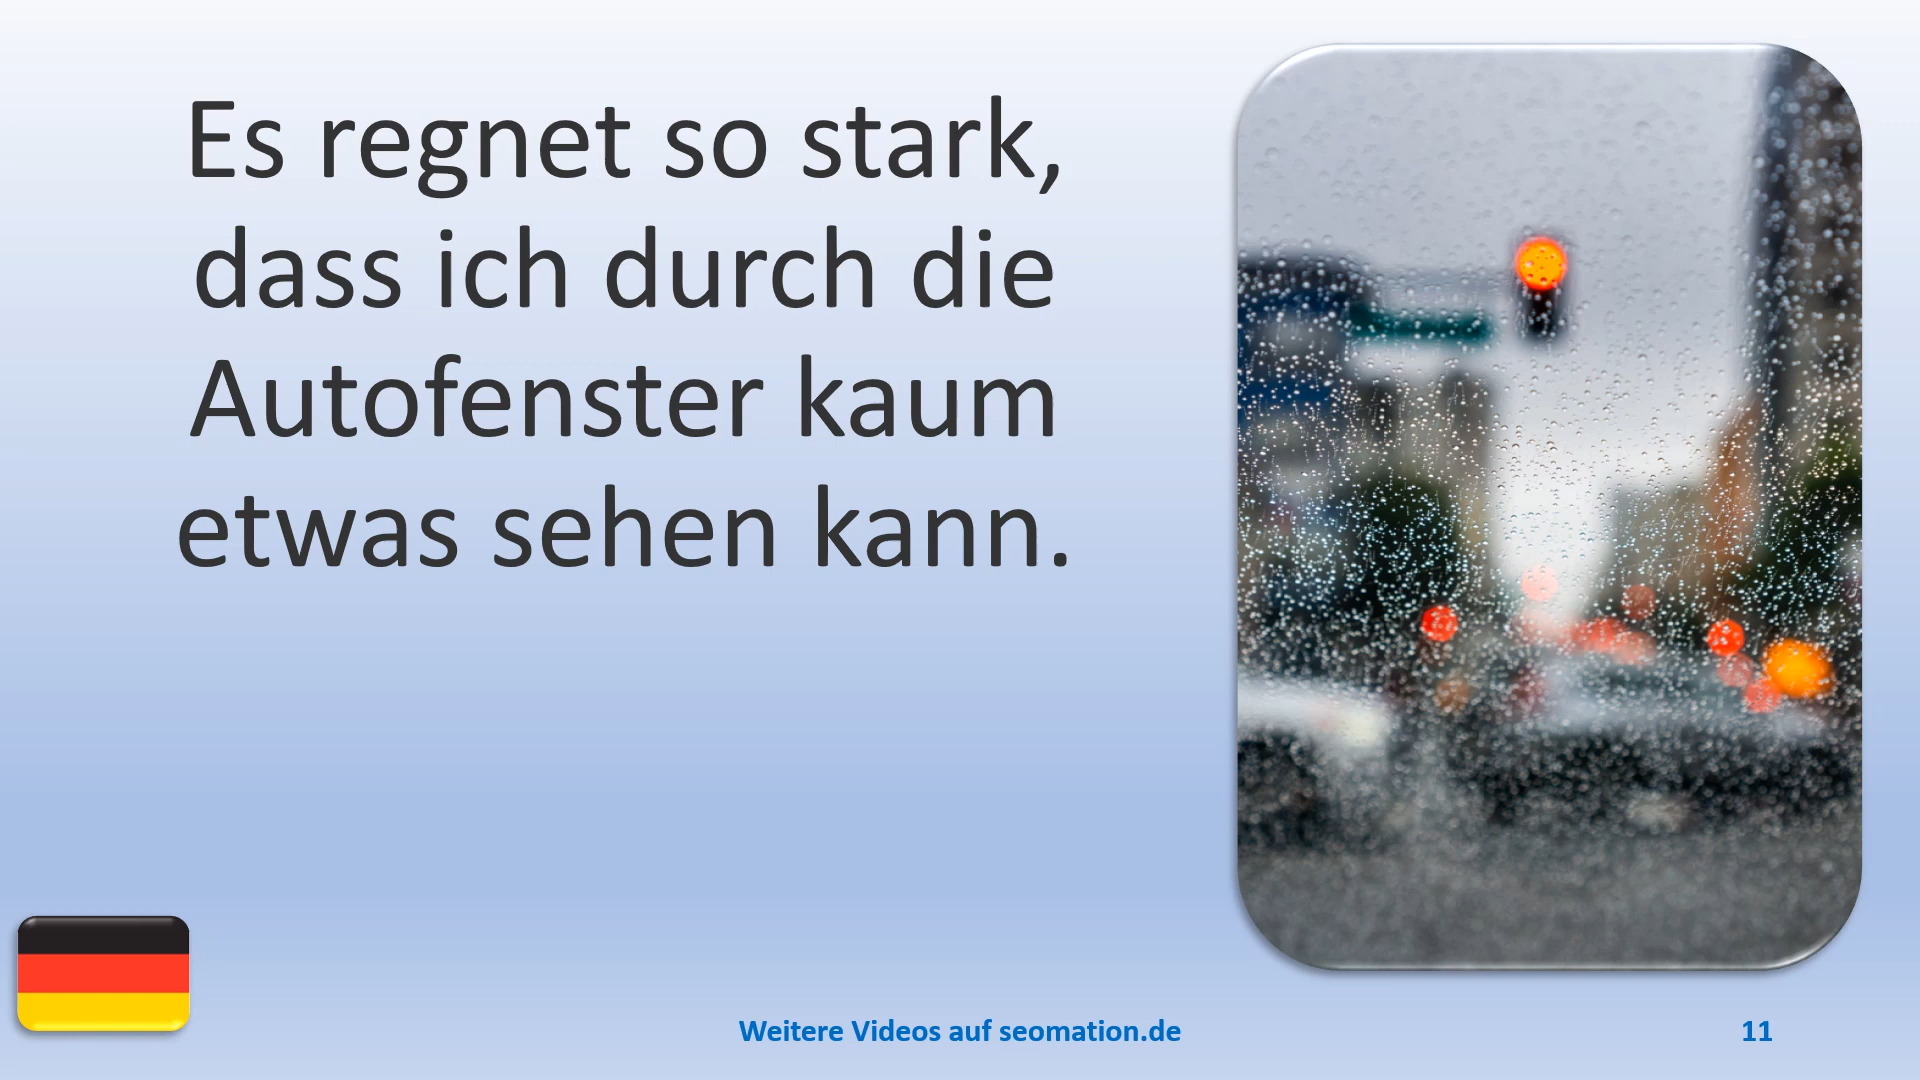 Es regnet so stark,
dass ich durch die
Autofenster kaum
etwas sehen kann.
Weitere Videos auf seomation.de
11